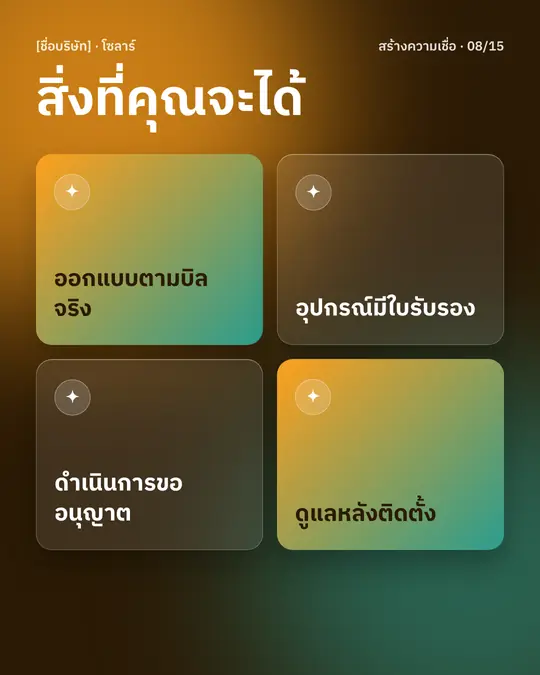 [ชื่อบริษัท] · โซลาร์
สร้างความเชื่อ · 08/15
สิ่งที่คุณจะได้
ออกแบบตามบิล
จริง
อุปกรณ์มีใบรับรอง
ดำเนินการขอ
อนุญาต
ดูแลหลังติดตั้ง